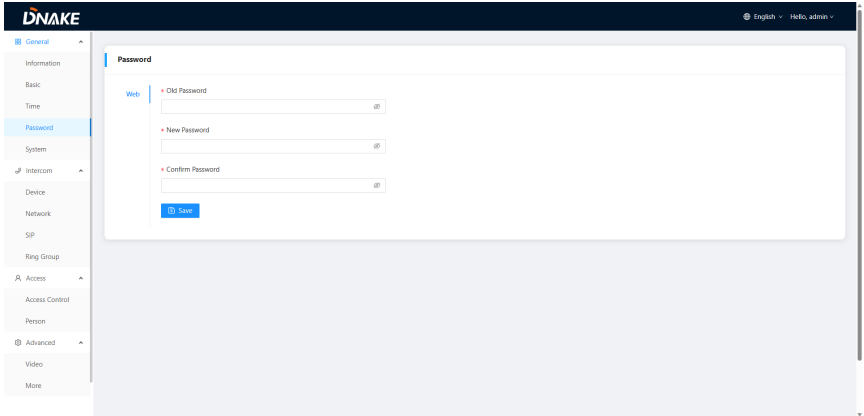 DNAKE
English
Hello, admin
General
Information
Basic
Time
Password
System
Intercom
Device
Network
SIP
Ring Group
Access
Access Control
Person
Advanced
Video
More
Password
Web
* Old Password
* New Password
* Confirm Password
Save